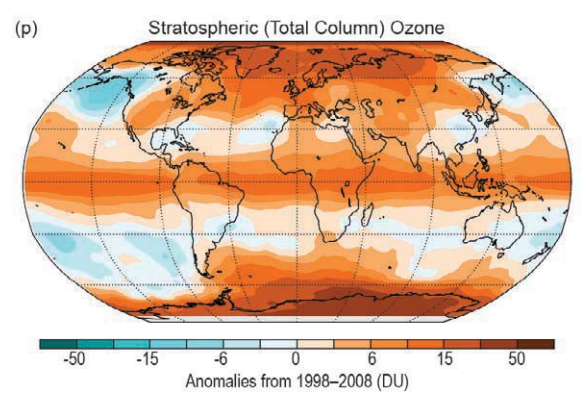 (p) Stratospheric (Total Column) Ozone
-50 -15 -6 0 6 15 50
Anomalies from 1998–2008 (DU)